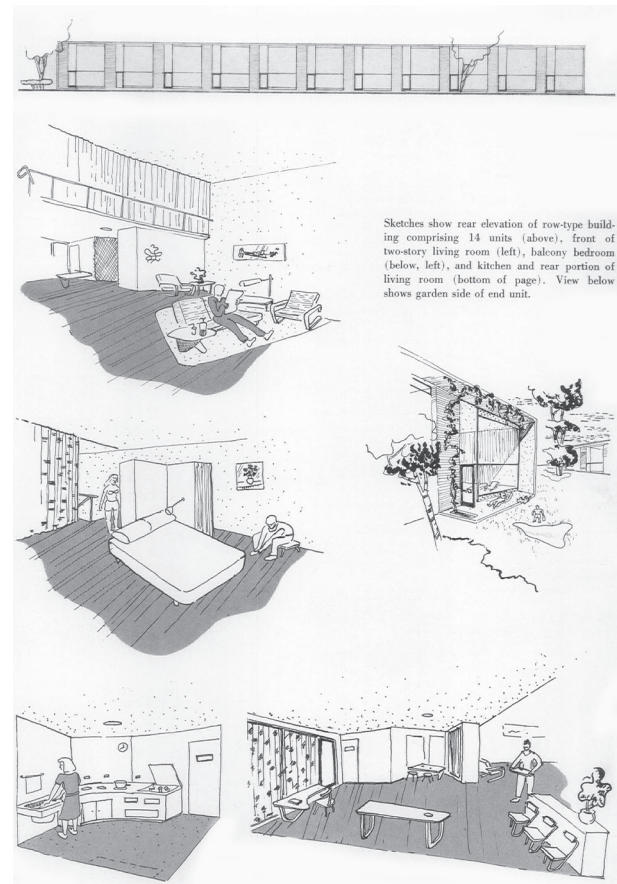 Sketches show rear elevation of row-type build-
ing comprising 14 units (above), front of
two-story living room (left), balcony bedroom
(below, left), and kitchen and rear portion of
living room (bottom of page). View below
shows garden side of end unit.